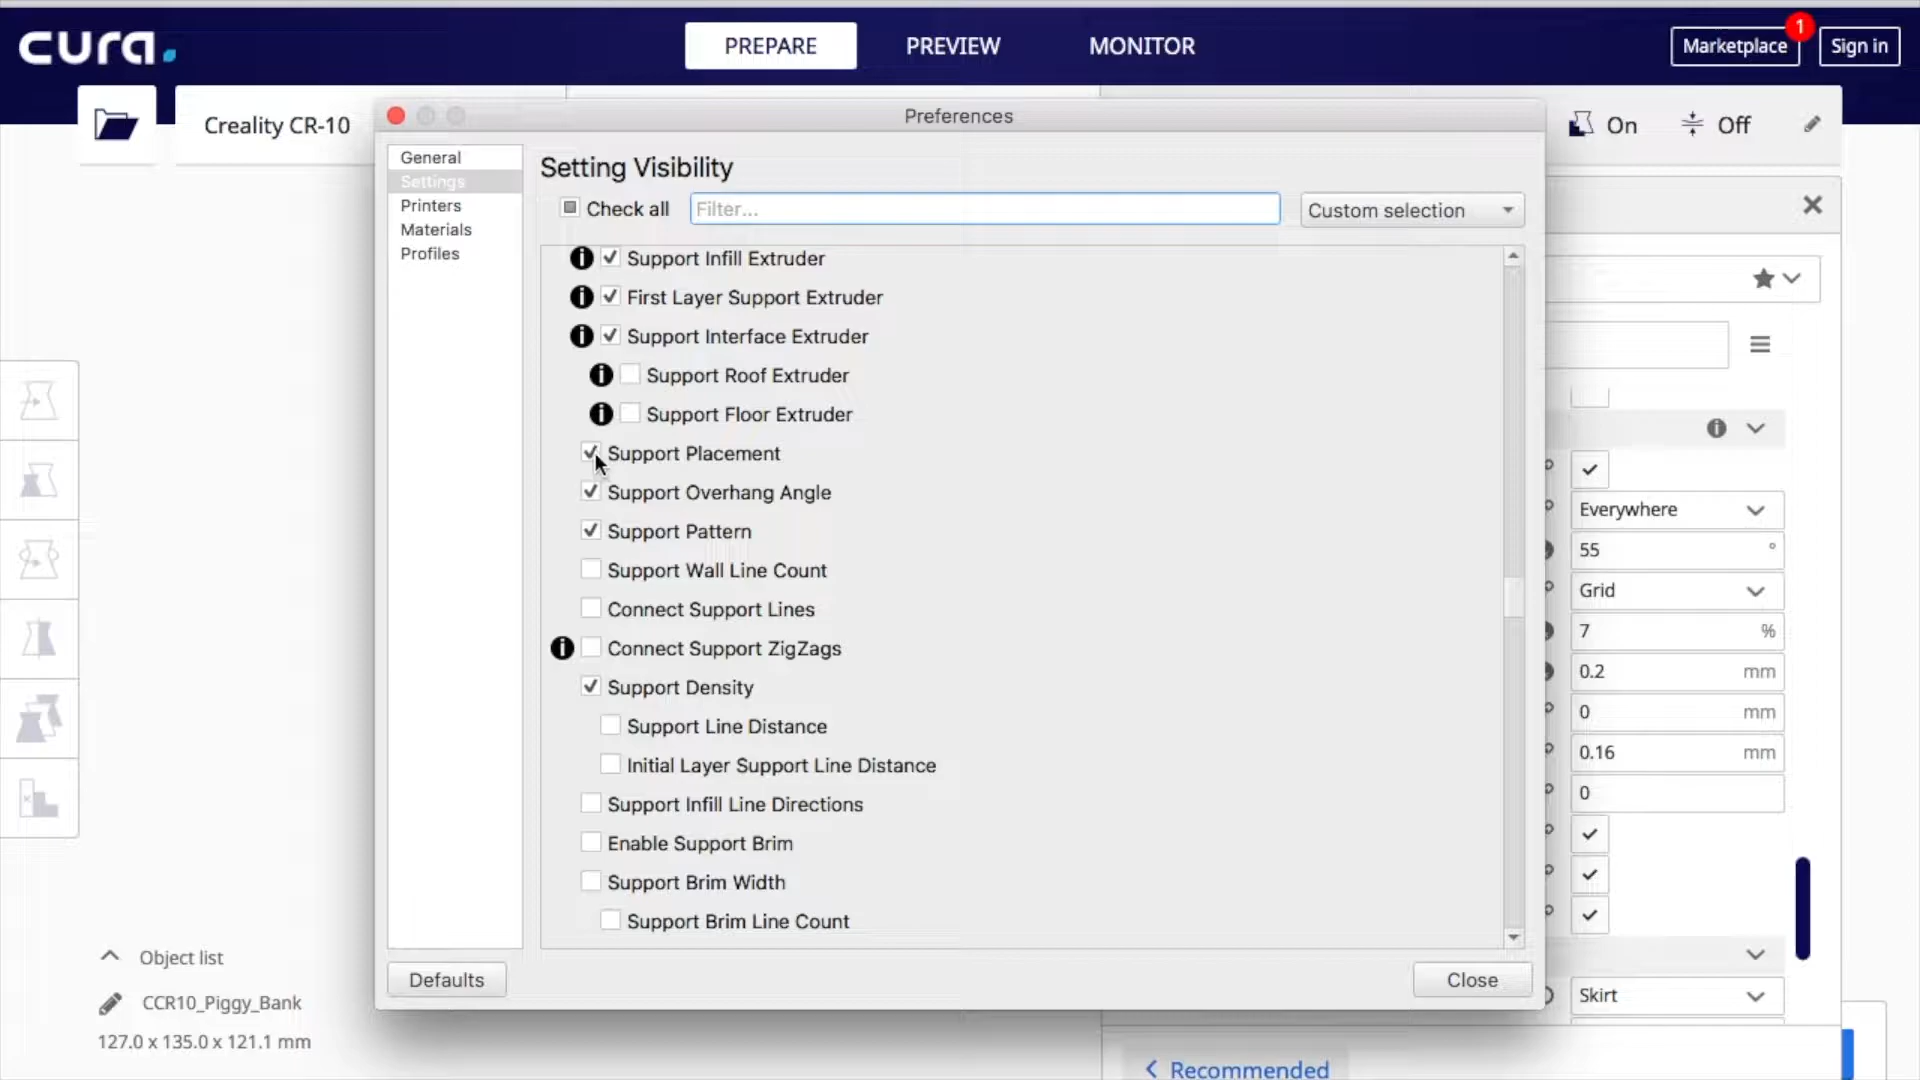 cura.
PREPARE
PREVIEW
MONITOR
Marketplace
1
Sign in
Creality CR-10
On
Off
Preferences
General
Settings
Printers
Materials
Profiles
Setting Visibility
Check all
Filter...
Custom selection
Support Infill Extruder
First Layer Support Extruder
Support Interface Extruder
Support Roof Extruder
Support Floor Extruder
Support Placement
Support Overhang Angle
Support Pattern
Support Wall Line Count
Connect Support Lines
Connect Support ZigZags
Support Density
Support Line Distance
Initial Layer Support Line Distance
Support Infill Line Directions
Enable Support Brim
Support Brim Width
Support Brim Line Count
Defaults
Close
Everywhere
55 °
Grid
7 %
0.2 mm
0 mm
0.16 mm
0
Skirt
Recommended
Object list
CCR10_Piggy_Bank
127.0 x 135.0 x 121.1 mm